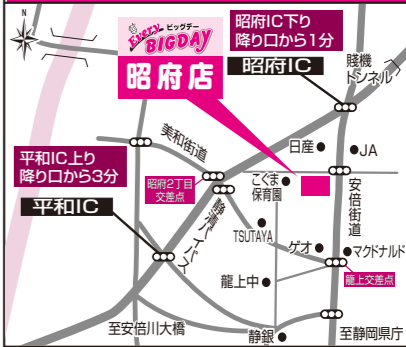 N
Every
ビッグデー
BIGDAY
昭府店
昭府IC下り
降り口から1分
昭府IC
賤機
トンネル
美和街道
日産
JA
平和IC上り
降り口から3分
昭府2丁目
交差点
こぐま
保育園
安倍街道
平和IC
静清バイパス
TSUTAYA
ゲオ
マクドナルド
龍上中
龍上交差点
至安倍川大橋
静銀
至静岡県庁